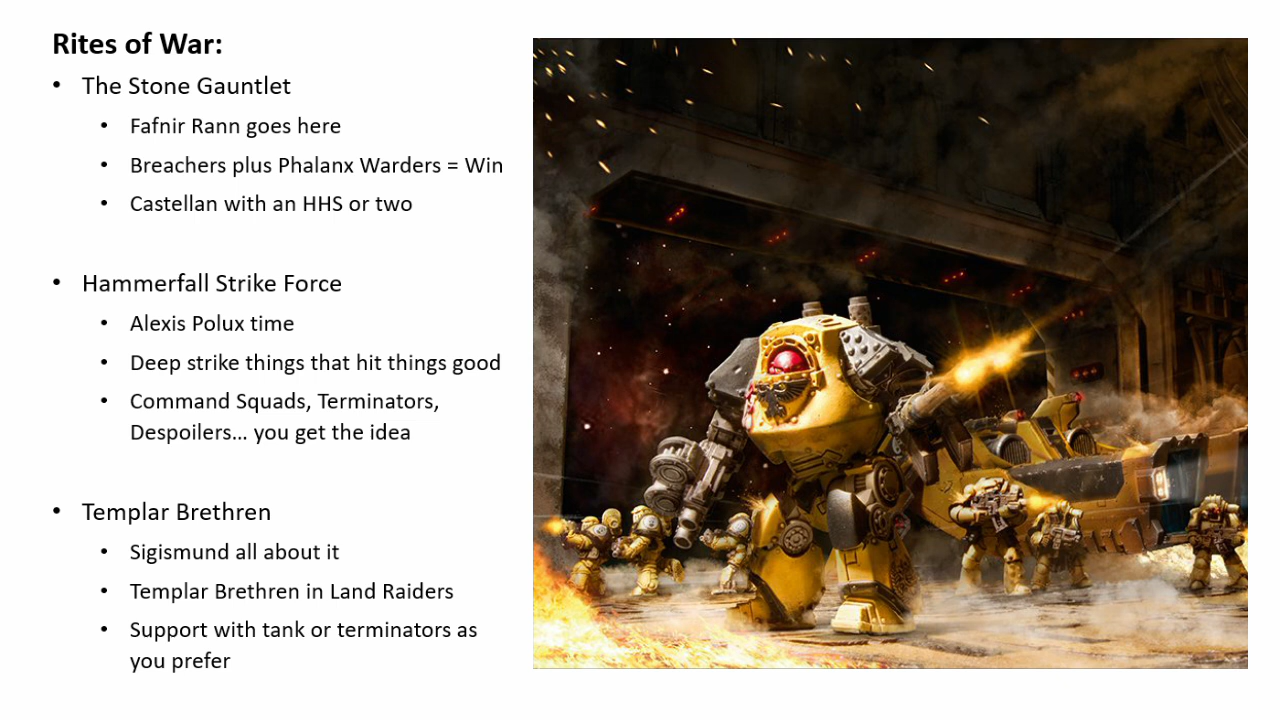 Rites of War:
• The Stone Gauntlet
• Fafnir Rann goes here
• Breachers plus Phalanx Warders = Win
• Castellan with an HHS or two
• Hammerfall Strike Force
• Alexis Polux time
• Deep strike things that hit things good
• Command Squads, Terminators,
Despoilers... you get the idea
• Templar Brethren
• Sigismund all about it
• Templar Brethren in Land Raiders
• Support with tank or terminators as
you prefer